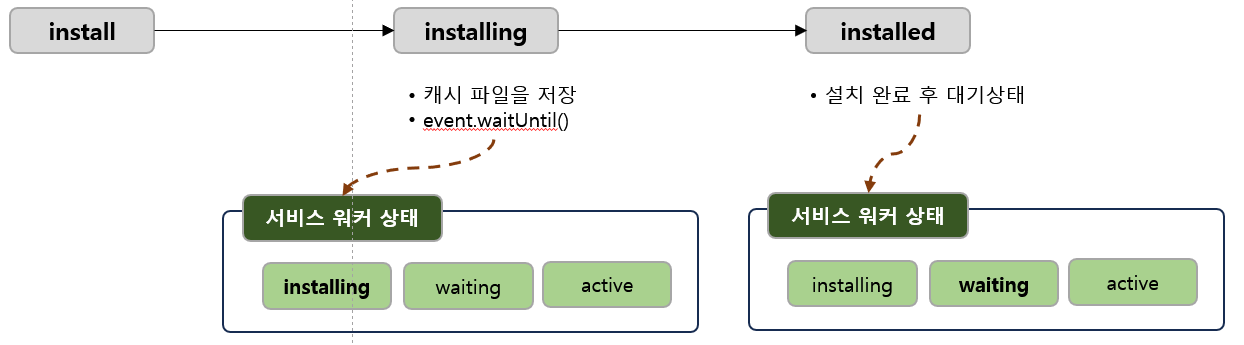 install
installing
installed
• 캐시 파일을 저장
• event.waitUntil()
• 설치 완료 후 대기상태
서비스 워커 상태
installing
waiting
active
서비스 워커 상태
installing
waiting
active